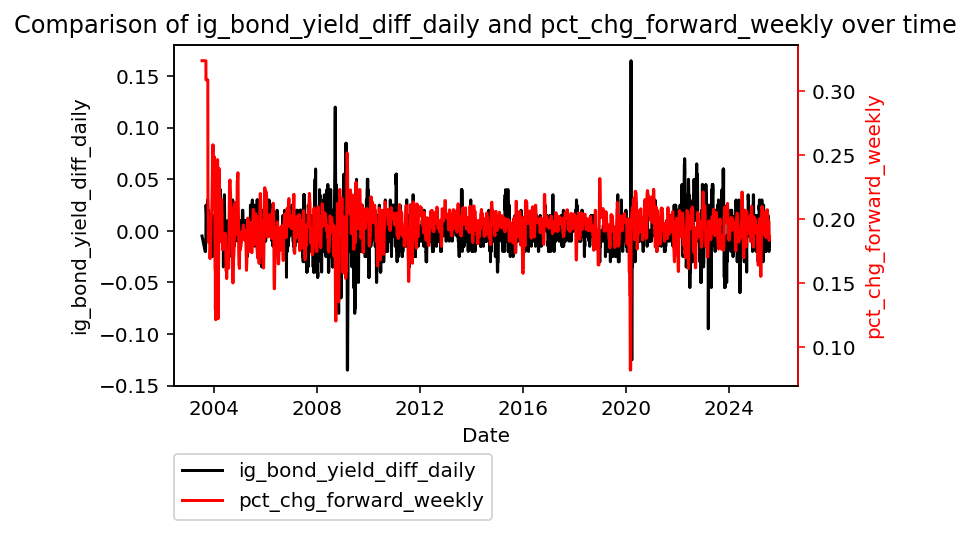 Comparison of ig_bond_yield_diff_daily and pct_chg_forward_weekly over time
0.15
0.10
0.05
0.00
−0.05
−0.10
−0.15
ig_bond_yield_diff_daily
0.30
0.25
0.20
0.15
0.10
pct_chg_forward_weekly
2004 2008 2012 2016 2020 2024
Date
ig_bond_yield_diff_daily
pct_chg_forward_weekly